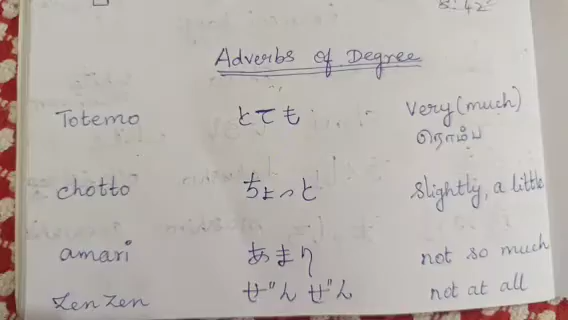 Adverbs of Degree
Totemo とても very (much)
ரொம்ப
chotto ちょっと slightly, a little
amari あまり not so much
zen zen ぜん ぜん not at all